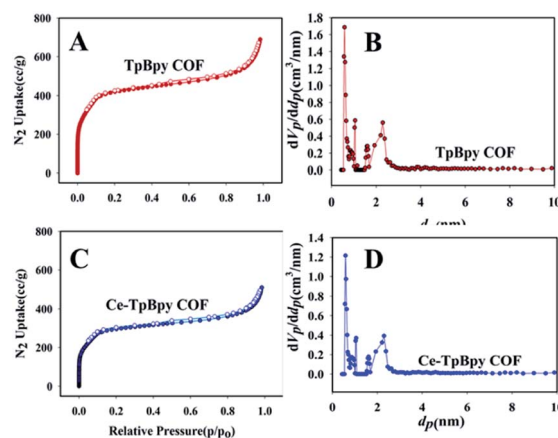 A
TpBpy COF
N2 Uptake(cc/g)
800
600
400
200
0
0.0 0.2 0.4 0.6 0.8 1.0
B
TpBpy COF
dVp/ddp(cm3/nm)
1.8
1.6
1.4
1.2
1.0
0.8
0.6
0.4
0.2
0.0
0 2 4 6 8 10
(nm)
C
Ce-TpBpy COF
N2 Uptake(cc/g)
800
600
400
200
0
0.0 0.2 0.4 0.6 0.8 1.0
Relative Pressure(p/p0)
D
Ce-TpBpy COF
dVp/ddp(cm3/nm)
1.4
1.2
1.0
0.8
0.6
0.4
0.2
0.0
0 2 4 6 8 10
dp(nm)